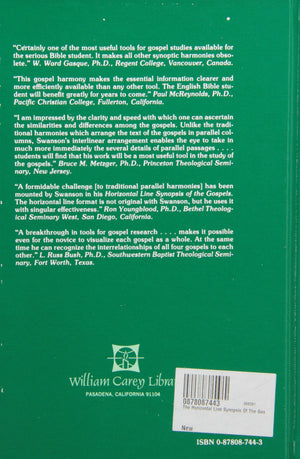 "Certainly one of the most useful tools for gospel studies available for
the serious Bible student. It makes all other synoptic harmonies obso-
lete." W. Ward Gasque, Ph.D., Regent College, Vancouver, Canada.
"This gospel harmony makes the essential information clearer and
more efficiently available than any other tool. The English Bible stu-
dent will benefit greatly for years to come." Paul McReynolds, Ph.D.,
Pacific Christian College, Fullerton, California.
"I am impressed by the clarity and speed with which one can ascertain
the similarities and differences among the gospels. Unlike the tradi-
tional harmonies which arrange the text of the gospels in parallel col-
umns, Swanson's interlinear arrangement enables the eye to take in
much more immediately the several details of parallel passages . . . .
students will find that his work will be a most useful tool in the study of
the gospels." Bruce M. Metzger, Ph.D., Princeton Theological Semi-
nary, New Jersey.
"A formidable challenge [to traditional parallel harmonies] has been
mounted by Swanson in his Horizontal Line Synopsis of the Gospels.
The horizontal line format is not original with Swanson, but he uses it
with singular effectiveness." Ron Youngblood, Ph.D., Bethel Theolog-
ical Seminary West, San Diego, California.
"A breakthrough in tools for gospel research . . . . makes it possible
even for the novice to visualize each gospel as a whole. At the same
time he can recognize the interrelationships of all four gospels to each
other." L. Russ Bush, Ph.D., Southwestern Baptist Theological Semi-
nary, Fort Worth, Texas.
William Carey Libra
PASADENA, CALIFORNIA 91104
0878087443
The Horizontal Line Synopsis Of The Gos
New
ISBN 0-87808-744-3